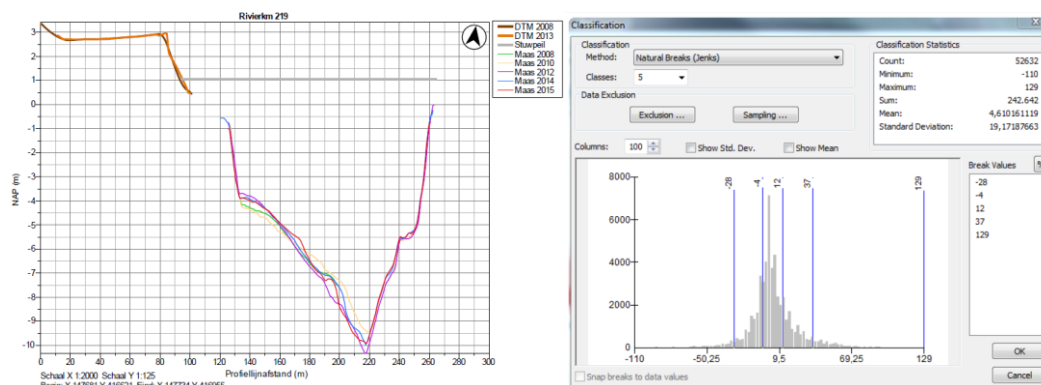 Rivierkm 219
DTM 2008
DTM 2013
Stuwpeil
Maas 2008
Maas 2010
Maas 2012
Maas 2014
Maas 2015
NAP (m)
3
2
1
0
-1
-2
-3
-4
-5
-6
-7
-8
-9
-10
0 20 40 60 80 100 120 140 160 180 200 220 240 260 280 300
Profiellijnafstand (m)
Schaal X 1:2000 Schaal Y 1:125
Classification
Classification
Method: Natural Breaks (Jenks)
Classes: 5
Data Exclusion
Exclusion ... Sampling ...
Classification Statistics
Count: 52632
Minimum: -110
Maximum: 129
Sum: 242.642
Mean: 4,610161119
Standard Deviation: 19,17187663
Columns: 100 Show Std. Dev. Show Mean
Break Values %
-28
-4
12
37
129
8000
6000
4000
2000
0
-28 -4 12 37 129
-110 -50,25 9,5 69,25 129
Snap breaks to data values
OK
Cancel